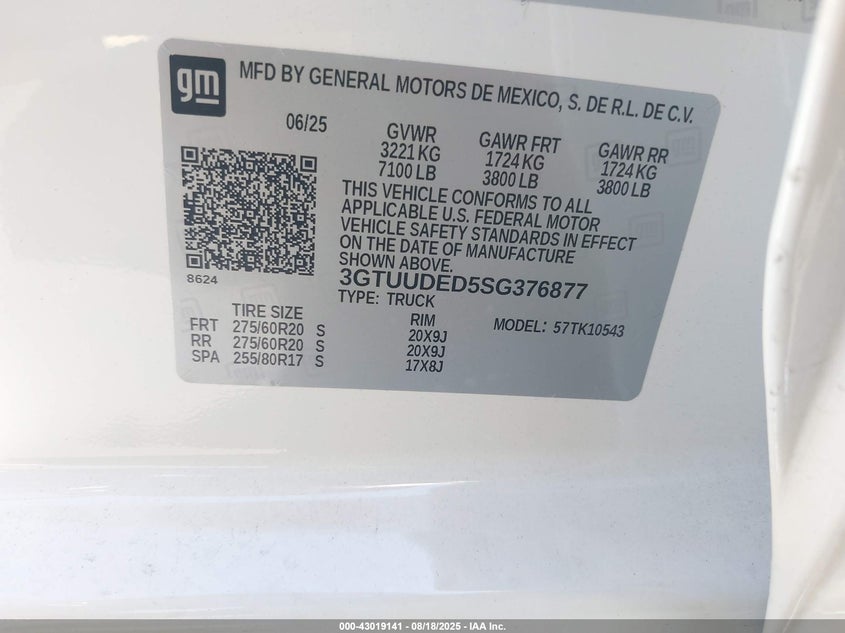 gm
MFD BY GENERAL MOTORS DE MEXICO, S. DE R.L. DE C.V.
06/25
GVWR GAWR FRT GAWR RR
3221 KG 1724 KG 1724 KG
7100 LB 3800 LB 3800 LB
THIS VEHICLE CONFORMS TO ALL
APPLICABLE U.S. FEDERAL MOTOR
VEHICLE SAFETY STANDARDS IN EFFECT
ON THE DATE OF MANUFACTURE
SHOWN ABOVE.
8624
3GTUUDED5SG376877
TYPE: TRUCK
TIRE SIZE RIM MODEL: 57TK10543
FRT 275/60R20 S 20X9J
RR 275/60R20 S 20X9J
SPA 255/80R17 S 17X8J
000-43019141 | 08/18/2025 - IAA Inc.